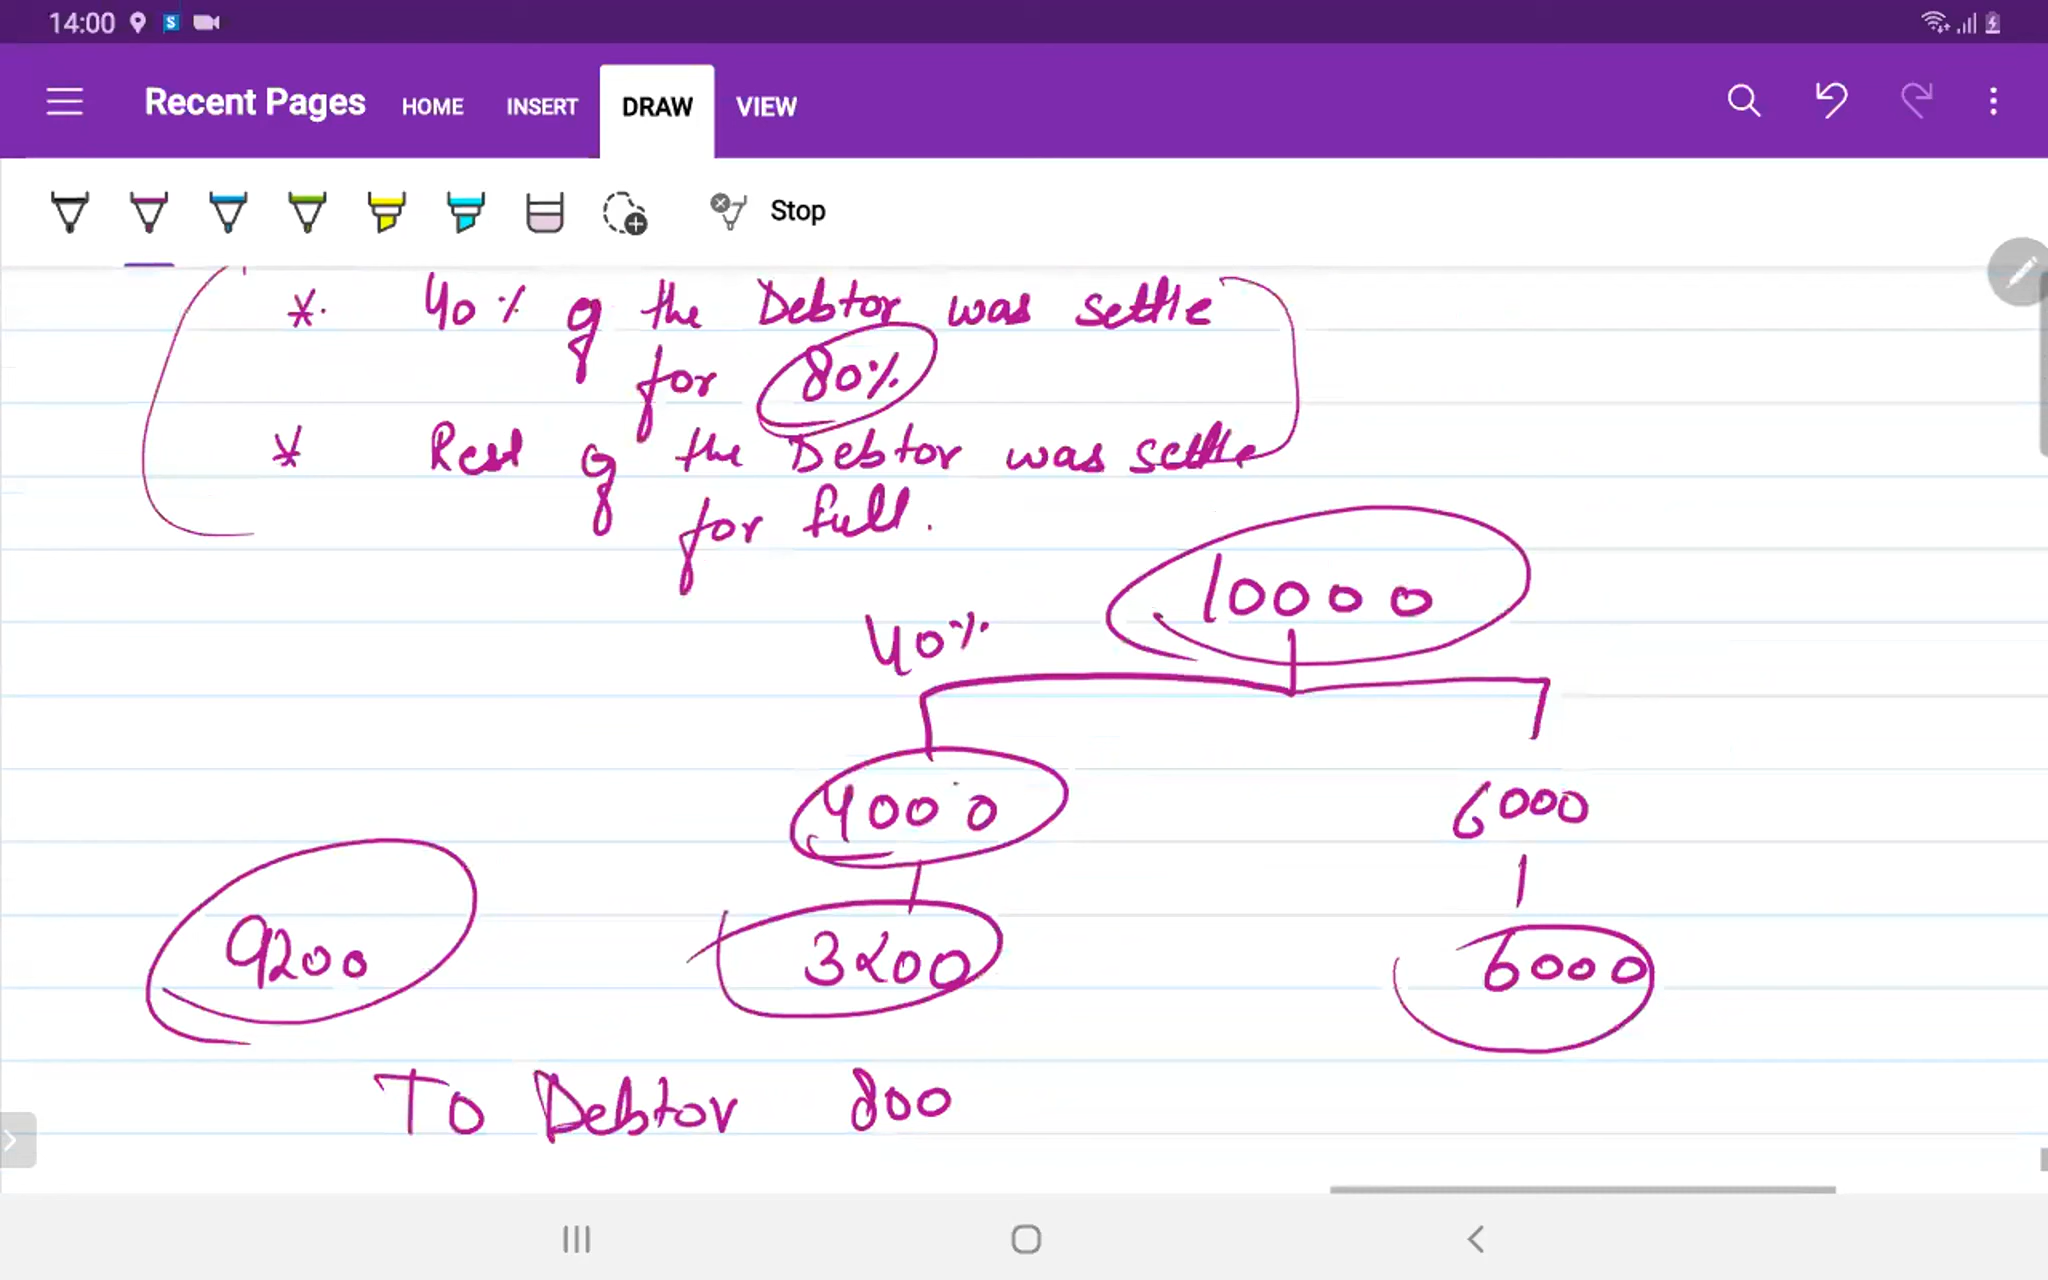 14:00
Recent Pages HOME INSERT DRAW VIEW
Stop
*. 40% of the Debtor was settle
for 80%
* Rest of the Debtor was settle
for full.
10000
40%
4000 6000
9200 3200 6000
To Debtor 800